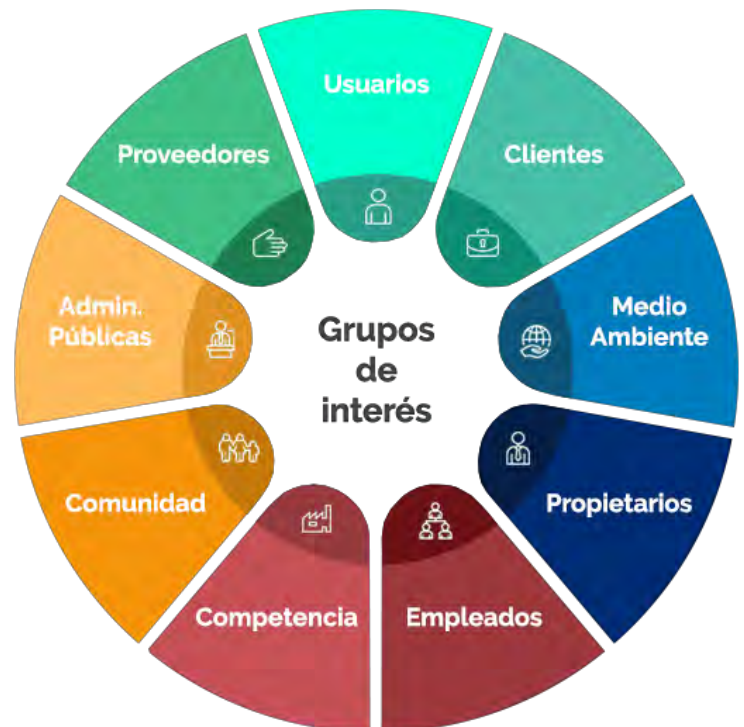 Usuarios
Clientes
Medio
Ambiente
Propietarios
Empleados
Competencia
Comunidad
Admin.
Públicas
Proveedores
Grupos
de
interés